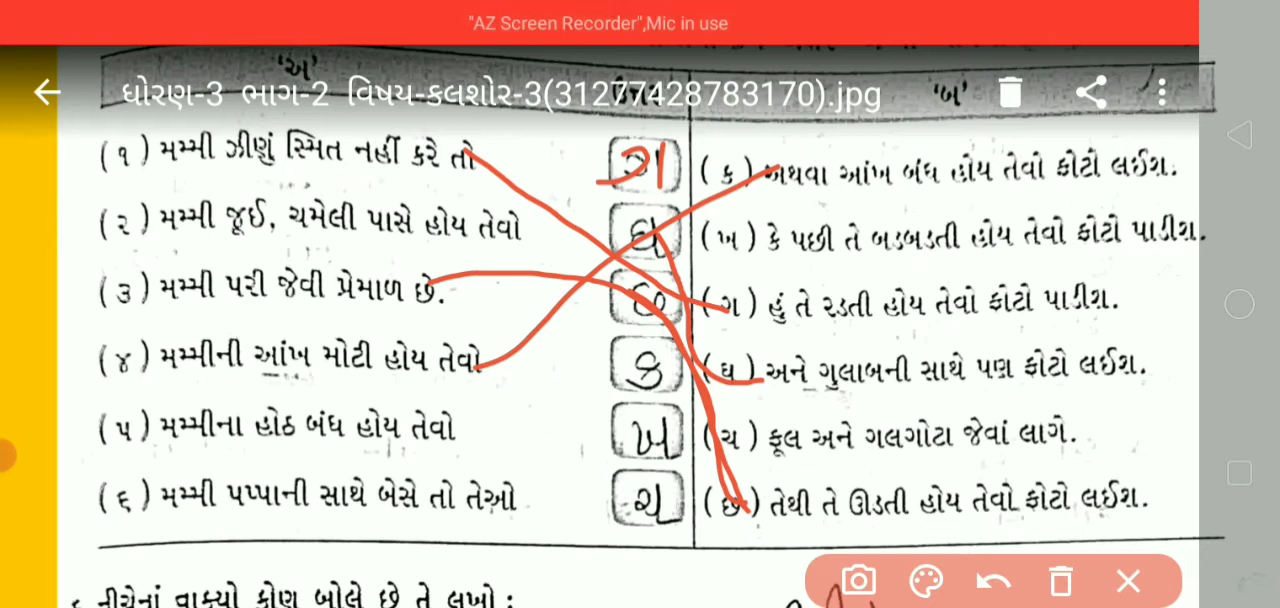 "AZ Screen Recorder",Mic in use
'અ'
ધોરણ-3 ભાગ-2 વિષય-કલશોર-3(31277428783170).jpg
'બ'
(૧) મમ્મી ઝીણું સ્મિત નહીં કરે તો ગ (ક) અથવા આંખ બંધ હોય તેવો ફોટો લઈશ.
(૨) મમ્મી જૂઈ, ચમેલી પાસે હોય તેવો ઘ (ખ) કે પછી તે બડબડતી હોય તેવો ફોટો પાડીશ.
(૩) મમ્મી પરી જેવી પ્રેમાળ છે. છ (ગ) હું તે રડતી હોય તેવો ફોટો પાડીશ.
(૪) મમ્મીની આંખ મોટી હોય તેવો ક (ઘ) અને ગુલાબની સાથે પણ ફોટો લઈશ.
(૫) મમ્મીના હોઠ બંધ હોય તેવો ખ (ચ) ફૂલ અને ગલગોટા જેવાં લાગે.
(૬) મમ્મી પપ્પાની સાથે બેસે તો તેઓ ચ (છ) તેથી તે ઊડતી હોય તેવો ફોટો લઈશ.
નીચેનાં વાક્યો કોણ બોલે છે તે લખો :